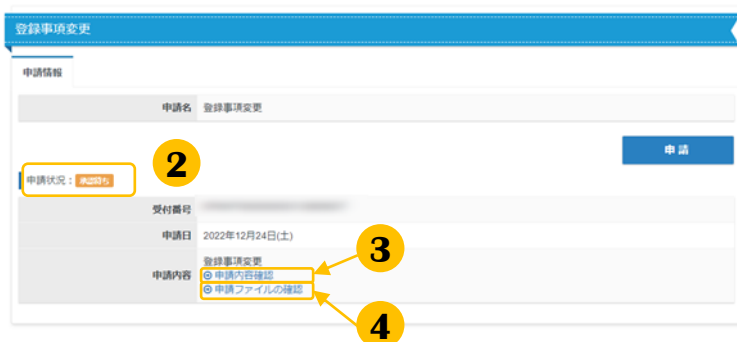 登録事項変更
申請情報
申請名 登録事項変更
申請
2
申請状況： 承認待ち
受付番号
申請日 2022年12月24日(土)
3
登録事項変更
申請内容 申請内容確認
申請ファイルの確認
4